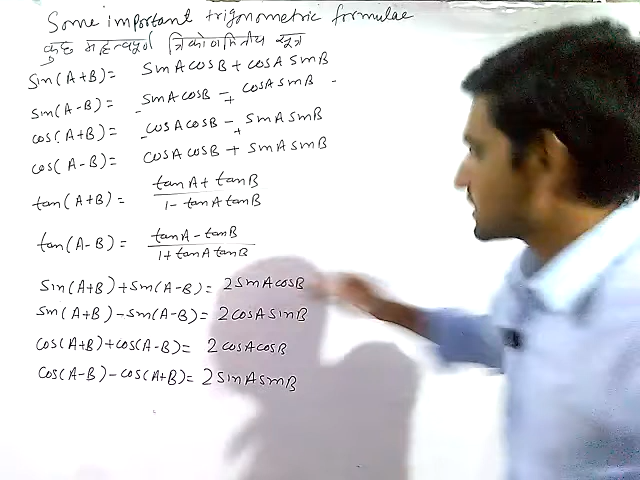 Some important trigonometric formulae
कुछ महत्वपूर्ण त्रिकोणमितीय सूत्र
sin(A+B)= sinAcosB + cosAsinB
sin(A-B)= sinAcosB - cosAsinB
cos(A+B)= cosAcosB - sinAsinB
cos(A-B)= cosAcosB + sinAsinB
tan(A+B)= tanA + tanB / 1 - tanAtanB
tan(A-B)= tanA - tanB / 1 + tanAtanB
sin(A+B)+sin(A-B)= 2sinAcosB
sin(A+B)-sin(A-B)= 2cosAsinB
cos(A+B)+cos(A-B)= 2cosAcosB
cos(A-B)-cos(A+B)= 2sinAsinB